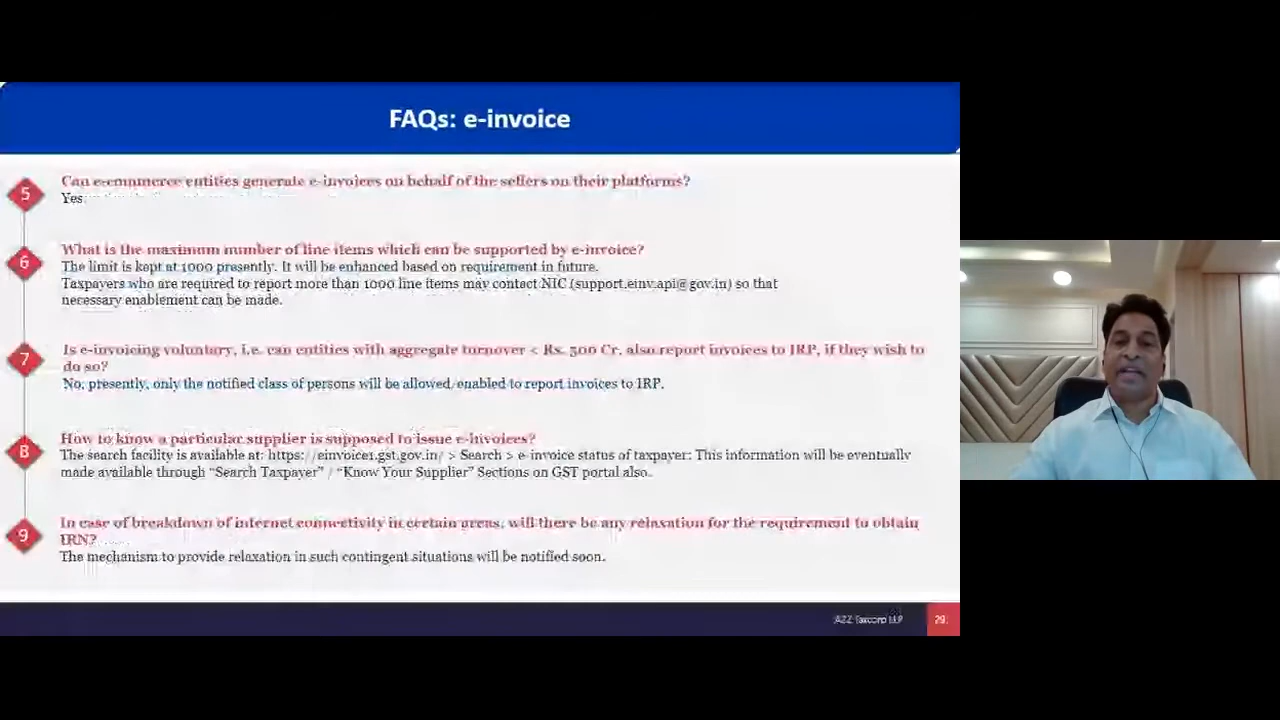 FAQs: e-invoice
5
Can e-commerce entities generate e-invoices on behalf of the sellers on their platforms?
Yes
6
What is the maximum number of line items which can be supported by e-invoice?
The limit is kept at 1000 presently. It will be enhanced based on requirement in future.
Taxpayers who are required to report more than 1000 line items may contact NIC (support.einv.api@gov.in) so that
necessary enablement can be made.
7
Is e-invoicing voluntary, i.e. can entities with aggregate turnover < Rs. 500 Cr. also report invoices to IRP, if they wish to
do so?
No, presently, only the notified class of persons will be allowed/enabled to report invoices to IRP.
8
How to know a particular supplier is supposed to issue e-invoices?
The search facility is available at: https://einvoice1.gst.gov.in/ > Search > e-invoice status of taxpayer: This information will be eventually
made available through “Search Taxpayer” / “Know Your Supplier” Sections on GST portal also.
9
In case of breakdown of internet connectivity in certain areas, will there be any relaxation for the requirement to obtain
IRN?
The mechanism to provide relaxation in such contingent situations will be notified soon.
A2Z Taxcorp LLP
29